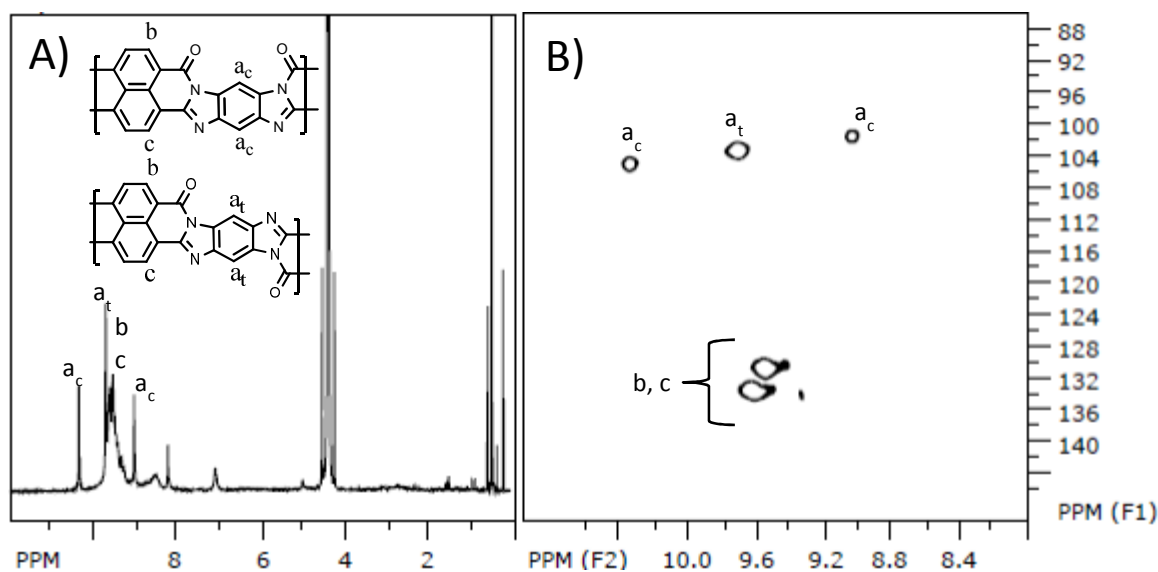 A)
b
O
O
a_c
N
N
N
N
c
a_c
b
O
a_t
N
N
N
N
c
a_t
O
a_t
b
c
a_c
a_c
PPM 8 6 4 2
B)
a_c
a_t
a_c
b, c
88
92
96
100
104
108
112
116
120
124
128
132
136
140
PPM (F1)
PPM (F2) 10.0 9.6 9.2 8.8 8.4